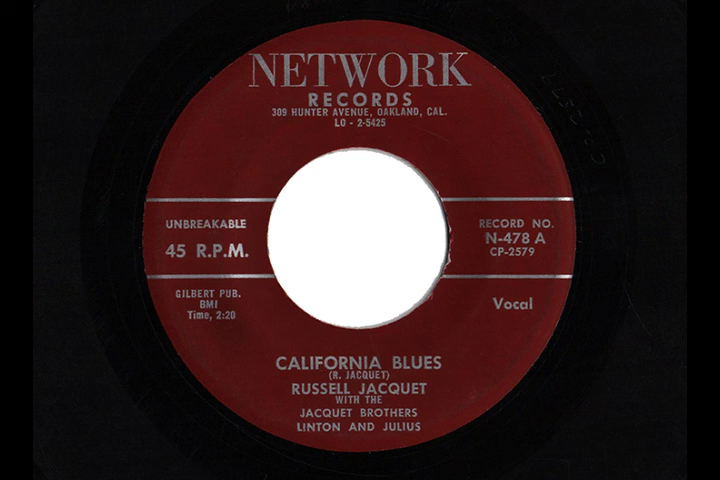 NETWORK
RECORDS
309 HUNTER AVENUE, OAKLAND, CAL.
LO - 2-5425
UNBREAKABLE
45 R.P.M.
RECORD NO.
N-478 A
CP-2579
GILBERT PUB.
BMI
Time, 2:20
Vocal
CALIFORNIA BLUES
(R. JACQUET)
RUSSELL JACQUET
WITH THE
JACQUET BROTHERS
LINTON AND JULIUS